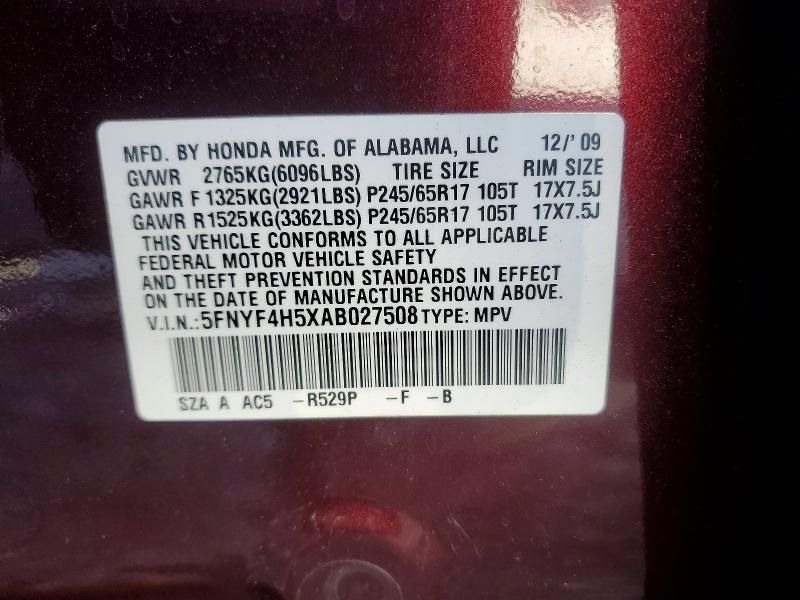 MFD. BY HONDA MFG. OF ALABAMA, LLC 12/'09
GVWR 2765KG(6096LBS) TIRE SIZE RIM SIZE
GAWR F 1325KG(2921LBS) P245/65R17 105T 17X7.5J
GAWR R1525KG(3362LBS) P245/65R17 105T 17X7.5J
THIS VEHICLE CONFORMS TO ALL APPLICABLE
FEDERAL MOTOR VEHICLE SAFETY
AND THEFT PREVENTION STANDARDS IN EFFECT
ON THE DATE OF MANUFACTURE SHOWN ABOVE.
V.I.N.:5FNYF4H5XAB027508 TYPE: MPV
SZA A AC5 -R529P -F -B